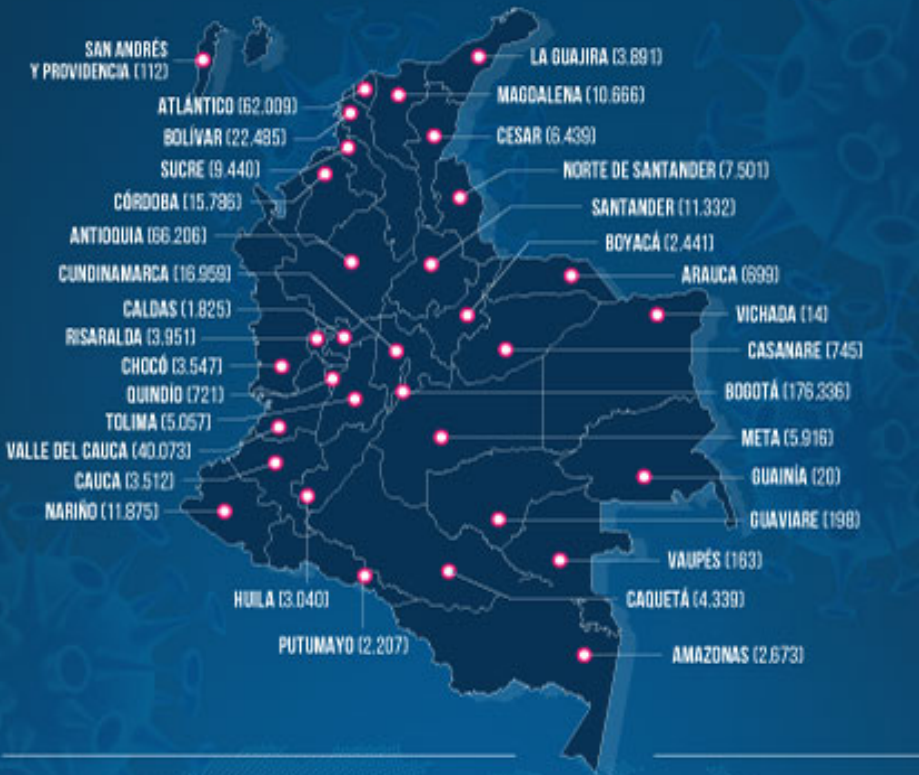 SAN ANDRÉS
Y PROVIDENCIA (112)
ATLÁNTICO (62.009)
BOLÍVAR (22.485)
SUCRE (9.440)
CÓRDOBA (15.786)
ANTIOQUIA (66.206)
CUNDINAMARCA (16.959)
CALDAS (1.825)
RISARALDA (3.951)
CHOCÓ (3.547)
QUINDÍO (721)
TOLIMA (5.057)
VALLE DEL CAUCA (40.073)
CAUCA (3.512)
NARIÑO (11.875)
HUILA (3.040)
PUTUMAYO (2.207)
LA GUAJIRA (3.891)
MAGDALENA (10.666)
CESAR (6.439)
NORTE DE SANTANDER (7.501)
SANTANDER (11.332)
BOYACÁ (2.441)
ARAUCA (699)
VICHADA (14)
CASANARE (745)
BOGOTÁ (176.336)
META (5.916)
GUAINÍA (20)
GUAVIARE (198)
VAUPÉS (163)
CAQUETÁ (4.339)
AMAZONAS (2.673)